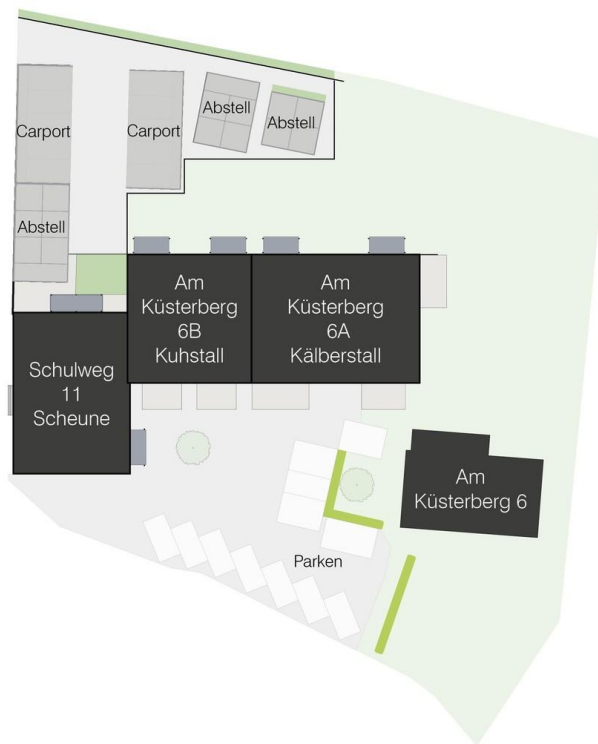 Carport
Carport
Abstell
Abstell
Abstell
Am
Küsterberg
6B
Kuhstall
Am
Küsterberg
6A
Kälberstall
Schulweg
11
Scheune
Am
Küsterberg 6
Parken